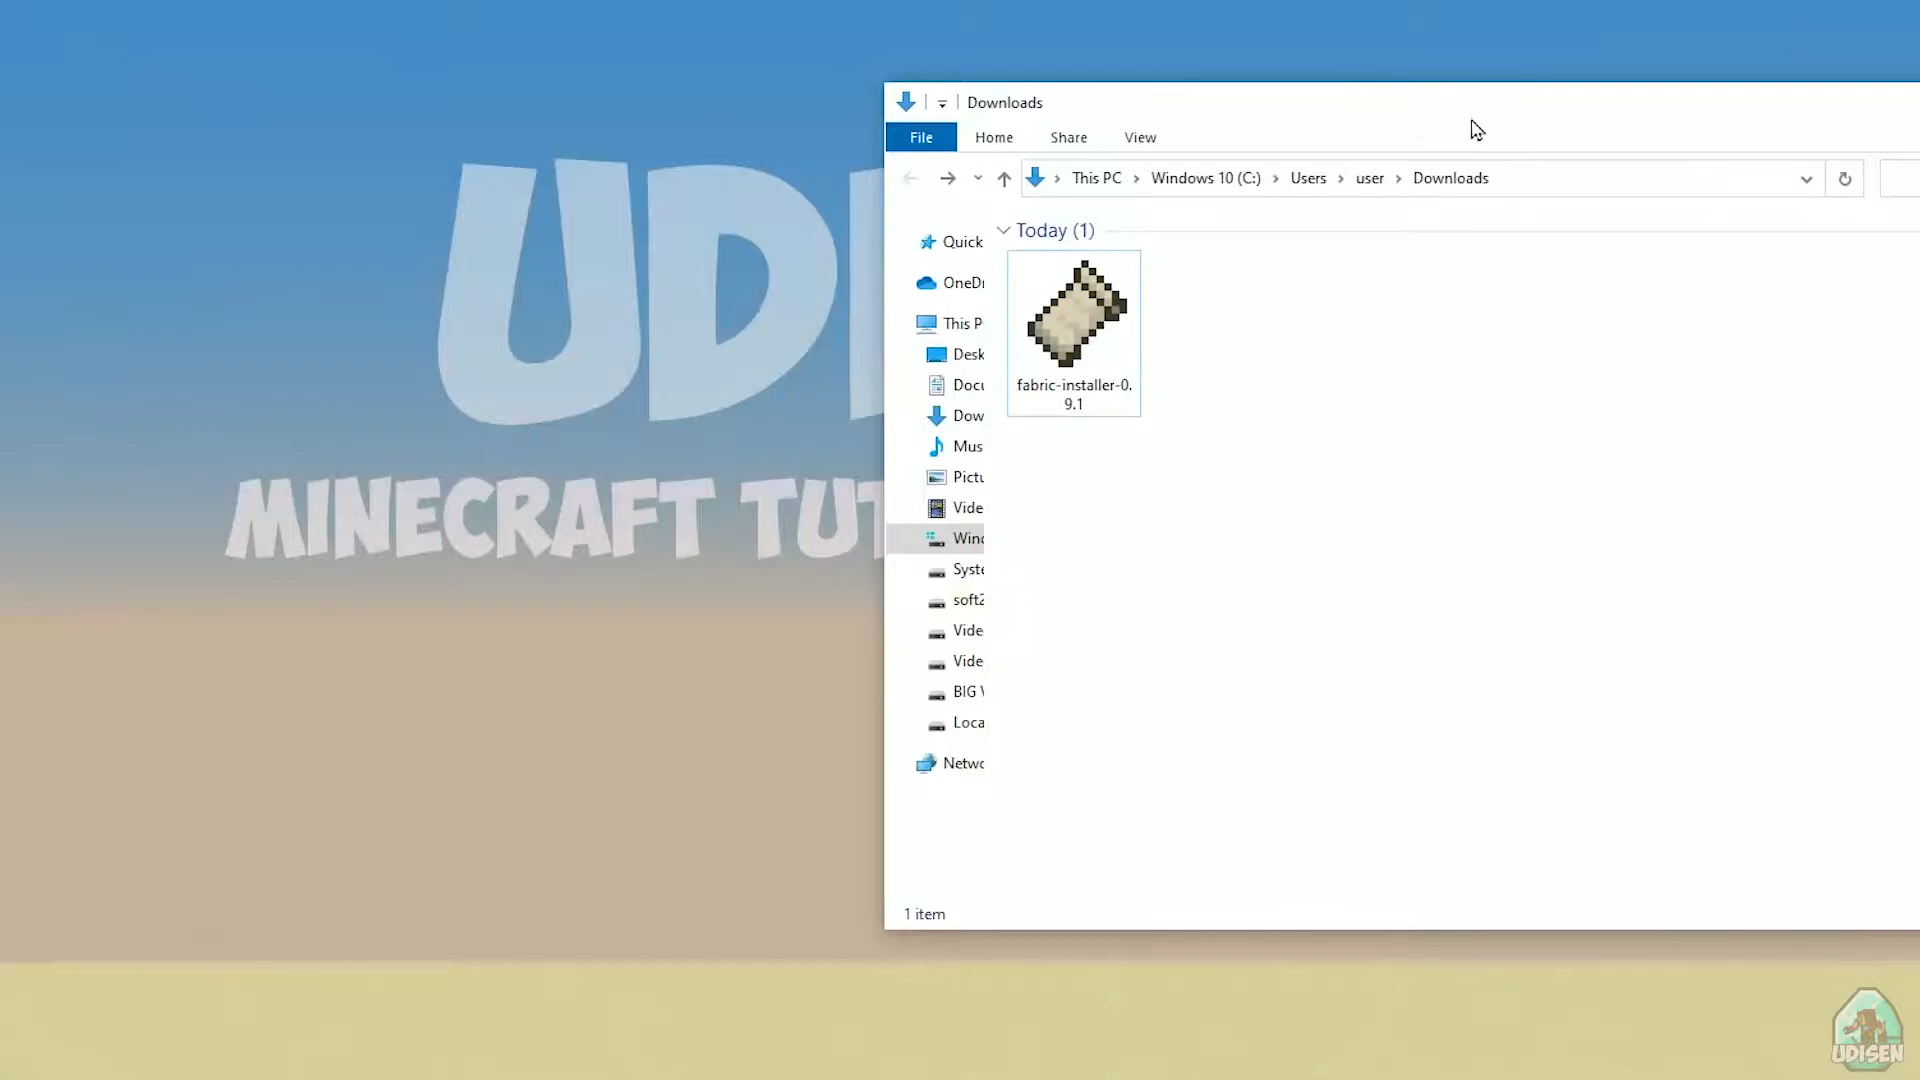 Downloads
File Home Share View
This PC Windows 10 (C:) Users user Downloads
UD
MINECRAFT TUT
Quick
OneDr
This P
Desk
Docu
Dow
Mus
Pictu
Vide
Wind
Syste
soft2
Vide
Vide
BIG
Loca
Netwo
Today (1)
fabric-installer-0.
9.1
1 item
UDISEN